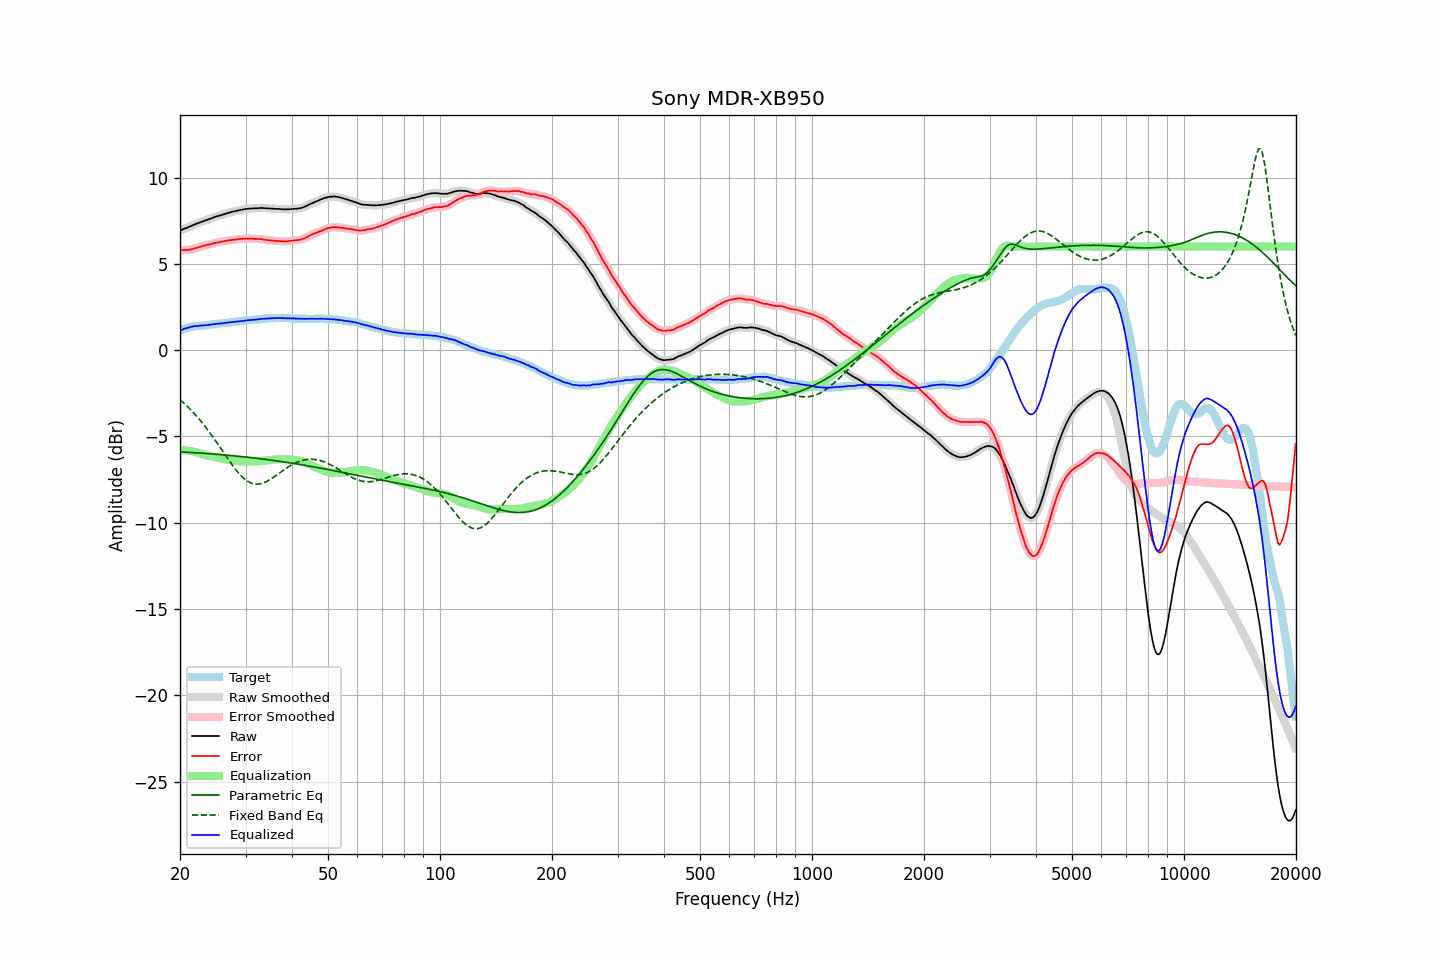 Sony MDR-XB950
Amplitude (dBr)
10
5
0
−5
−10
−15
−20
−25
Target
Raw Smoothed
Error Smoothed
Raw
Error
Equalization
Parametric Eq
Fixed Band Eq
Equalized
20 50 100 200 500 1000 2000 5000 10000 20000
Frequency (Hz)